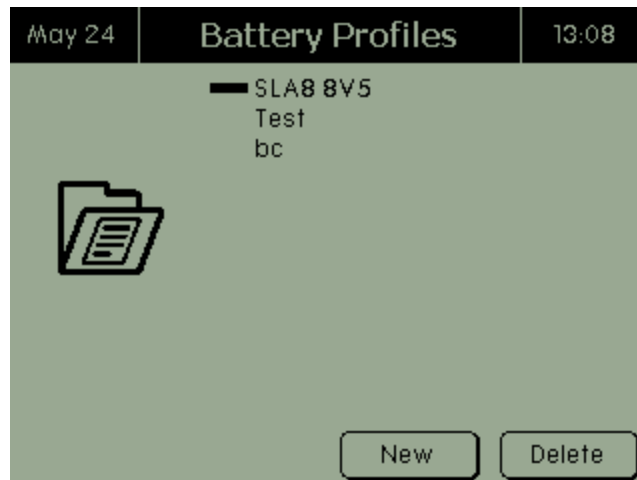 May 24
Battery Profiles
13:08
SLA8 8V5
Test
bc
New
Delete